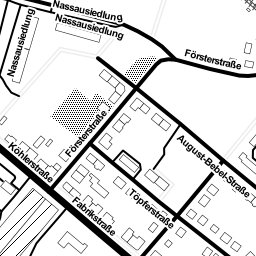 Nassausiedlung
Nassausiedlung
Nassausiedlung
Försterstraße
Försterstraße
Köhlerstraße
August-Bebel-Straße
Töpferstraße
Fabrikstraße